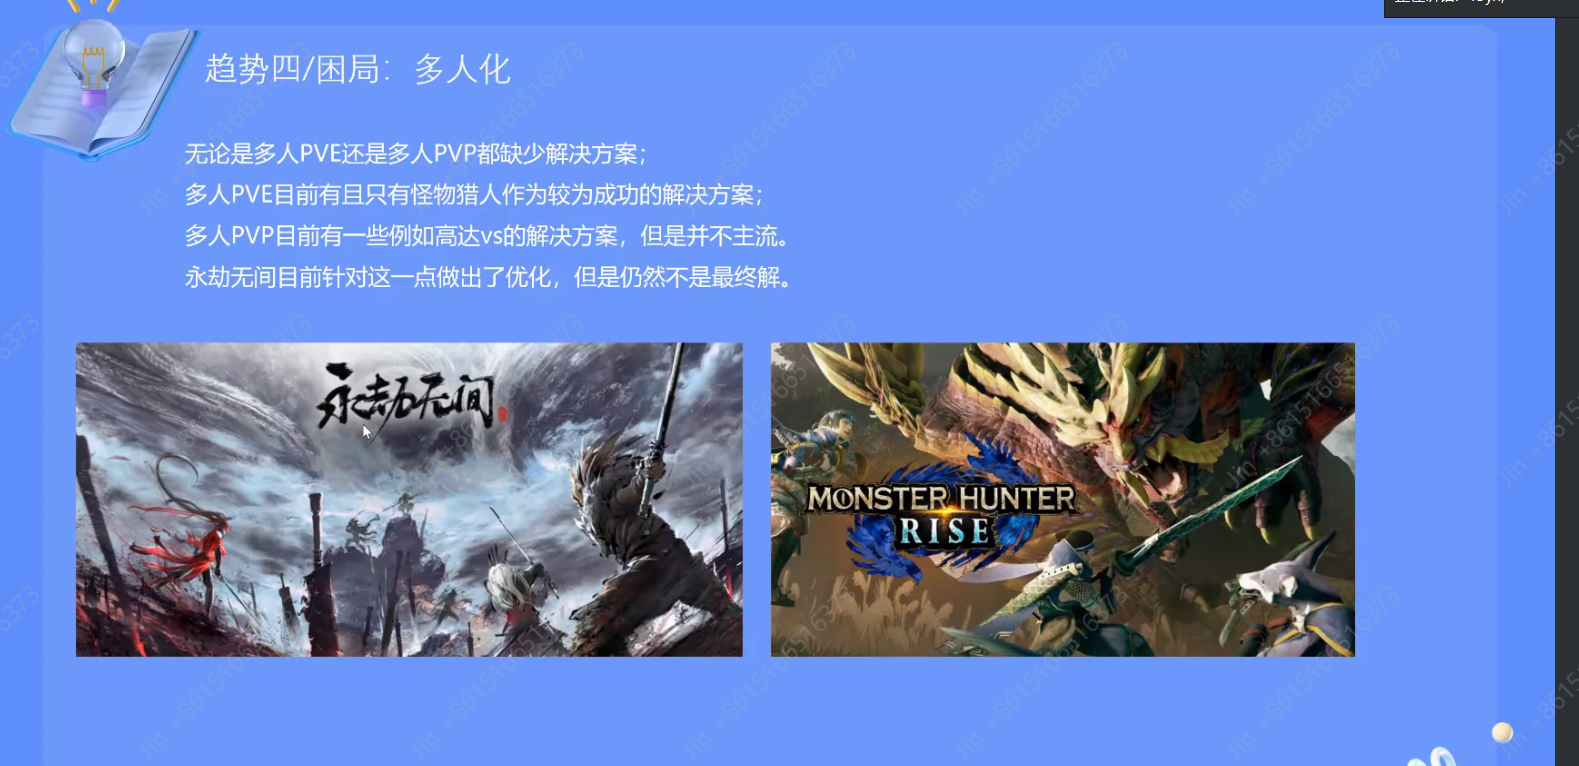 趋势四/困局：多人化
无论是多人PVE还是多人PVP都缺少解决方案；
多人PVE目前有且只有怪物猎人作为较为成功的解决方案；
多人PVP目前有一些例如高达vs的解决方案，但是并不主流。
永劫无间目前针对这一点做出了优化，但是仍然不是最终解。
永劫无间
MONSTER HUNTER
RISE
Jin +8615166516373